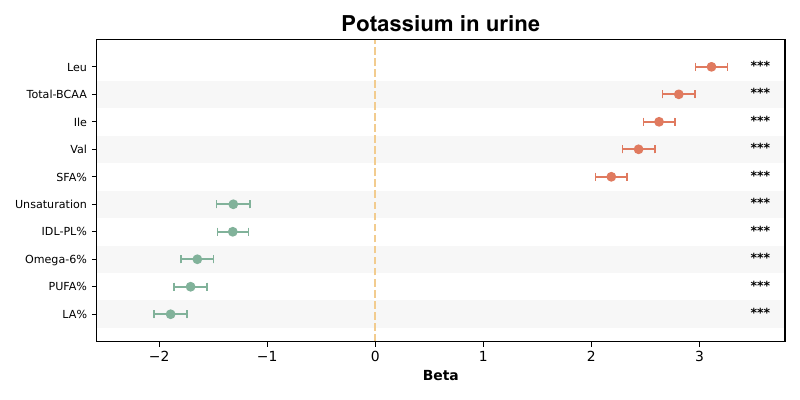 Potassium in urine
Leu ***
Total-BCAA ***
Ile ***
Val ***
SFA% ***
Unsaturation ***
IDL-PL% ***
Omega-6% ***
PUFA% ***
LA% ***
−2 −1 0 1 2 3
Beta